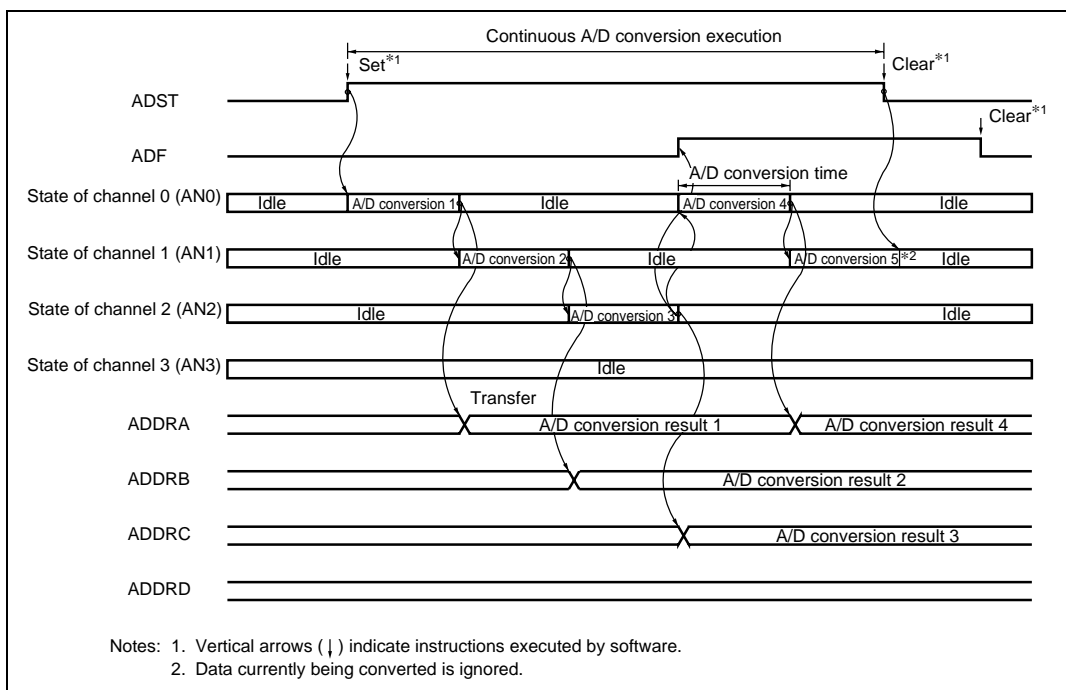 Continuous A/D conversion execution
Set*1
Clear*1
ADST
Clear*1
ADF
A/D conversion time
State of channel 0 (AN0)
Idle
A/D conversion 1
Idle
A/D conversion 4
Idle
State of channel 1 (AN1)
Idle
A/D conversion 2
Idle
A/D conversion 5
*2
Idle
State of channel 2 (AN2)
Idle
A/D conversion 3
Idle
State of channel 3 (AN3)
Idle
Transfer
ADDRA
A/D conversion result 1
A/D conversion result 4
ADDRB
A/D conversion result 2
ADDRC
A/D conversion result 3
ADDRD
Notes: 1. Vertical arrows (↓) indicate instructions executed by software.
2. Data currently being converted is ignored.